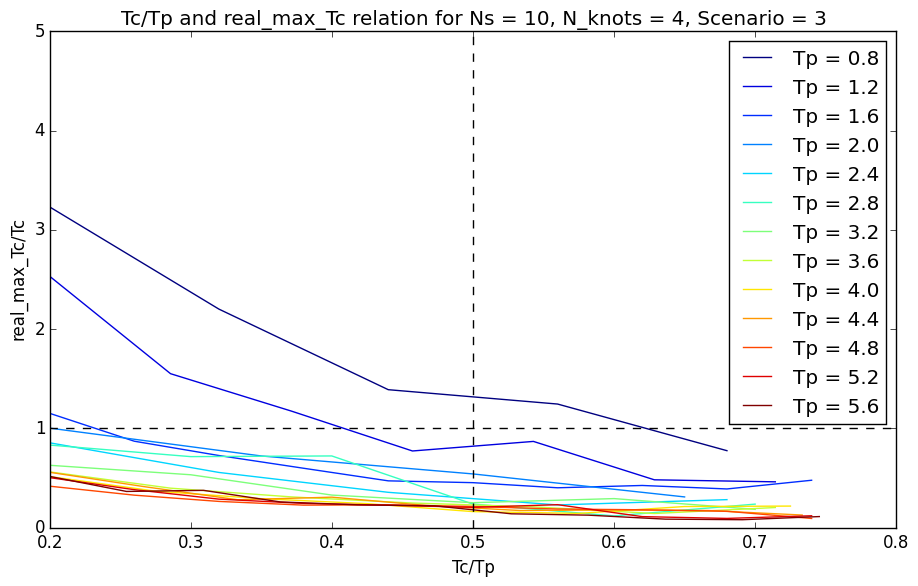 Tc/Tp and real_max_Tc relation for Ns = 10, N_knots = 4, Scenario = 3
5
4
3
2
1
0
real_max_Tc/Tc
0.2
0.3
0.4
0.5
0.6
0.7
0.8
Tc/Tp
Tp = 0.8
Tp = 1.2
Tp = 1.6
Tp = 2.0
Tp = 2.4
Tp = 2.8
Tp = 3.2
Tp = 3.6
Tp = 4.0
Tp = 4.4
Tp = 4.8
Tp = 5.2
Tp = 5.6